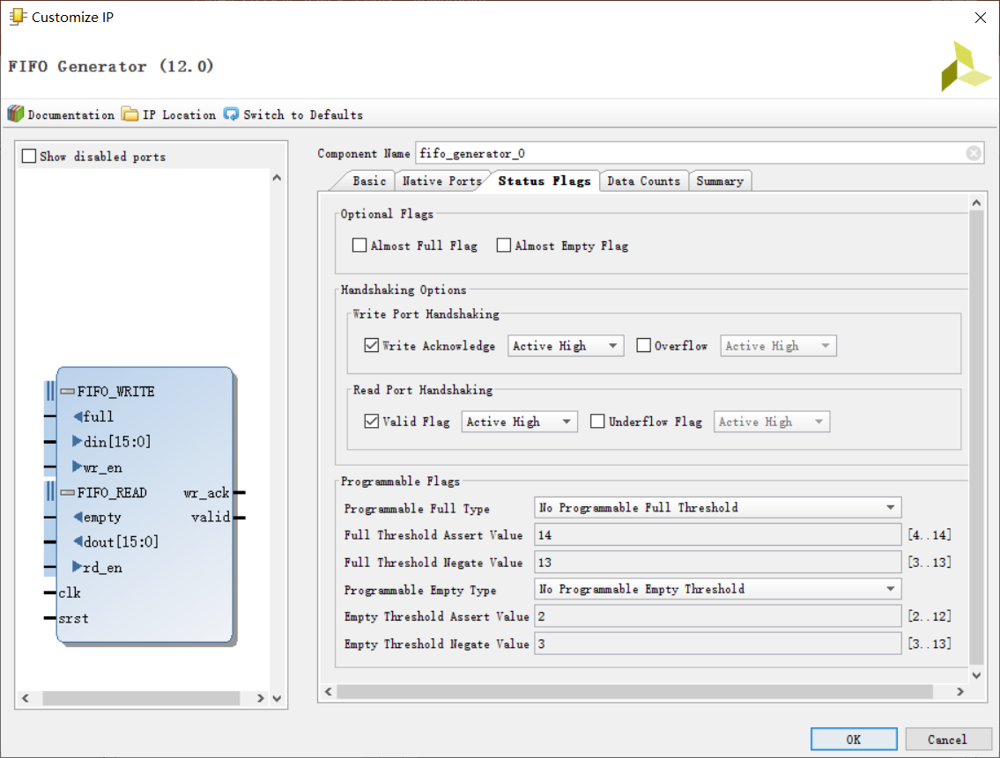 Customize IP
FIFO Generator (12.0)
Documentation IP Location Switch to Defaults
Show disabled ports
FIFO_WRITE
full
din[15:0]
wr_en
FIFO_READ wr_ack
empty valid
dout[15:0]
rd_en
clk
srst
Component Name fifo_generator_0
Basic Native Ports Status Flags Data Counts Summary
Optional Flags
Almost Full Flag Almost Empty Flag
Handshaking Options
Write Port Handshaking
Write Acknowledge Active High Overflow Active High
Read Port Handshaking
Valid Flag Active High Underflow Flag Active High
Programmable Flags
Programmable Full Type No Programmable Full Threshold
Full Threshold Assert Value 14 [4..14]
Full Threshold Negate Value 13 [3..13]
Programmable Empty Type No Programmable Empty Threshold
Empty Threshold Assert Value 2 [2..12]
Empty Threshold Negate Value 3 [3..13]
OK Cancel